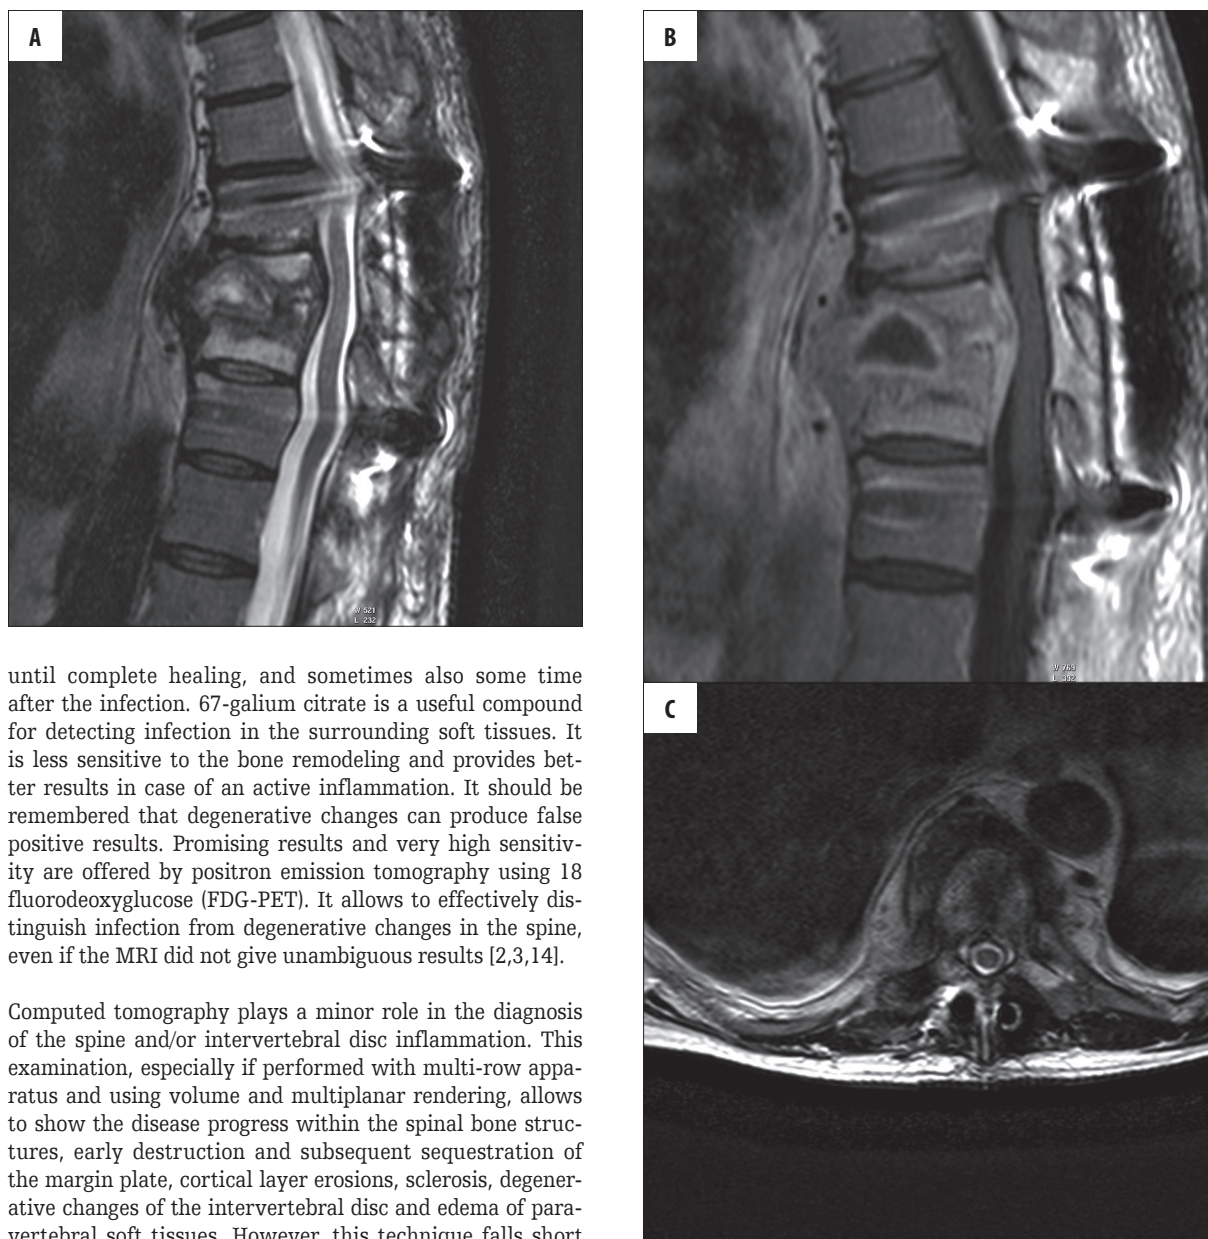 A
B
W 521
L 232
W 769
L 392
C
until complete healing, and sometimes also some time
after the infection. 67-galium citrate is a useful compound
for detecting infection in the surrounding soft tissues. It
is less sensitive to the bone remodeling and provides bet-
ter results in case of an active inflammation. It should be
remembered that degenerative changes can produce false
positive results. Promising results and very high sensitiv-
ity are offered by positron emission tomography using 18
fluorodeoxyglucose (FDG-PET). It allows to effectively dis-
tinguish infection from degenerative changes in the spine,
even if the MRI did not give unambiguous results [2,3,14].
Computed tomography plays a minor role in the diagnosis
of the spine and/or intervertebral disc inflammation. This
examination, especially if performed with multi-row appa-
ratus and using volume and multiplanar rendering, allows
to show the disease progress within the spinal bone struc-
tures, early destruction and subsequent sequestration of
the margin plate, cortical layer erosions, sclerosis, degener-
ative changes of the intervertebral disc and edema of para-
vertebral soft tissues. However, this technique falls short